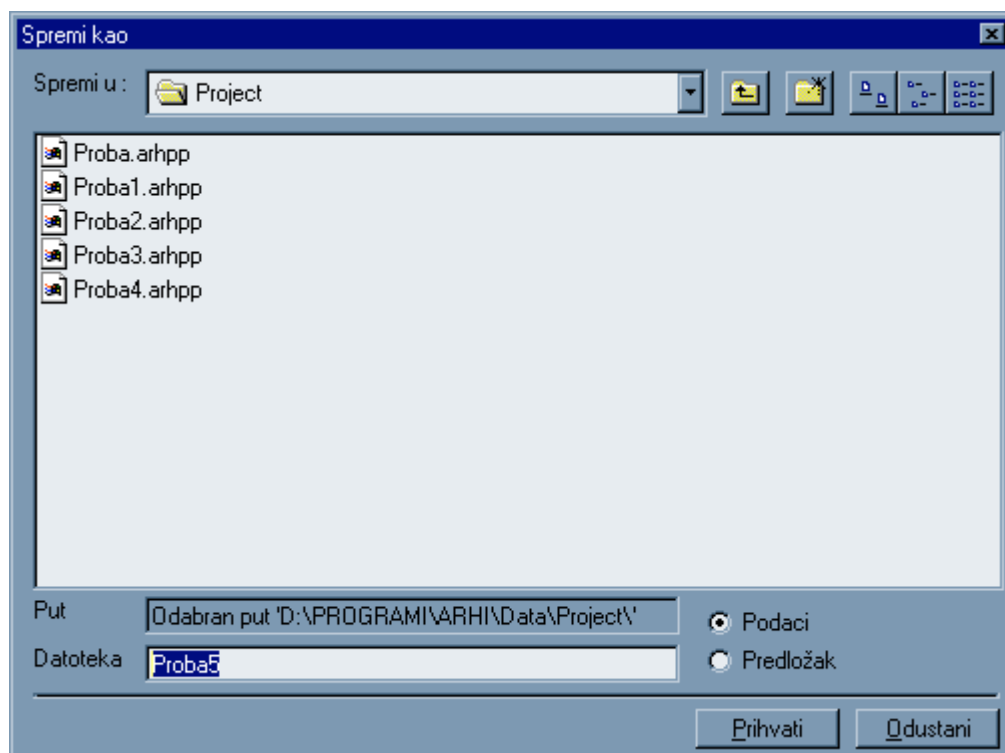 Spremi kao
Spremi u :
Project
Proba.arhpp
Proba1.arhpp
Proba2.arhpp
Proba3.arhpp
Proba4.arhpp
Put
Odabran put 'D:\PROGRAMI\ARHI\Data\Project\'
Podaci
Datoteka
Proba5
Predložak
Prihvati
Odustani